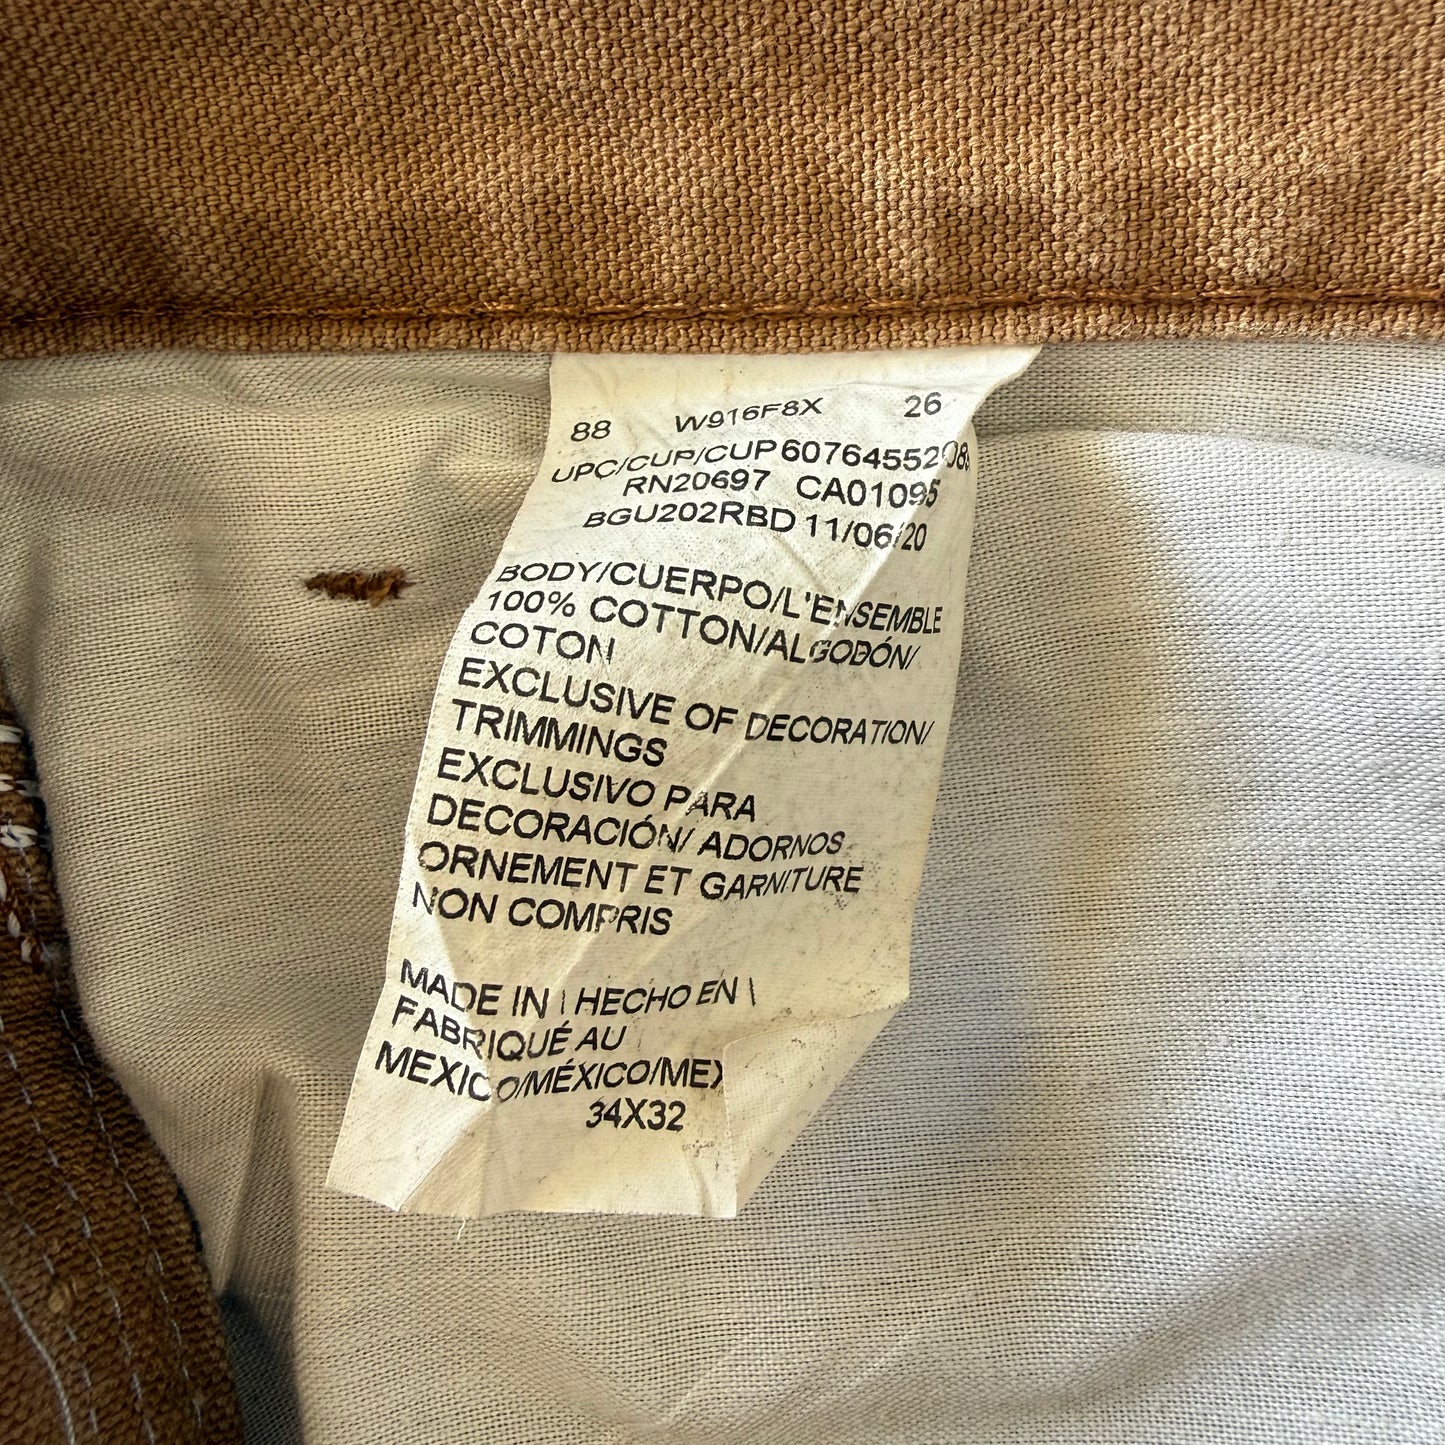 88 W916F8X 26
UPC/CUP/CUP 607645520
RN20697 CA01095
BGU202RBD 11/06/20
BODY/CUERPO/L'ENSEMBLE
100% COTTON/ALGODÓN/
COTON
EXCLUSIVE OF DECORATION/
TRIMMINGS
EXCLUSIVO PARA
DECORACIÓN/ ADORNOS
ORNEMENT ET GARNITURE
NON COMPRIS
MADE IN \ HECHO EN \
FABRIQUÉ AU
MEXICO/MÉXICO/MEX
34X32